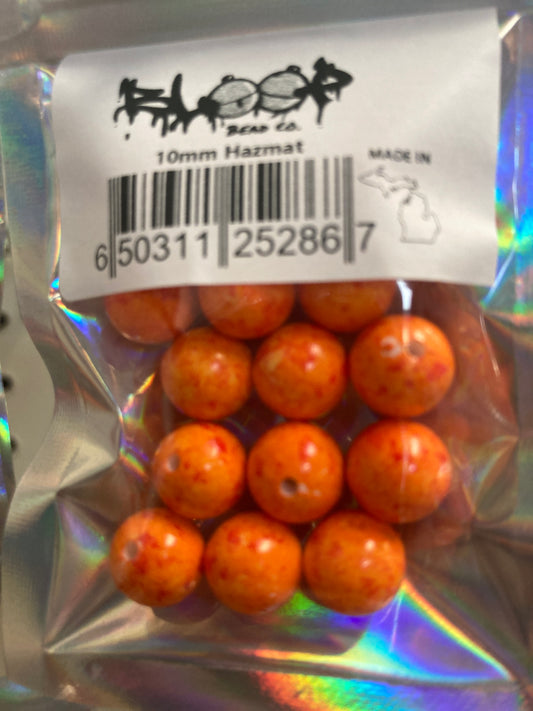 BLOOP
BEAD CO.
10mm Hazmat
MADE IN
6 50311 25286 7